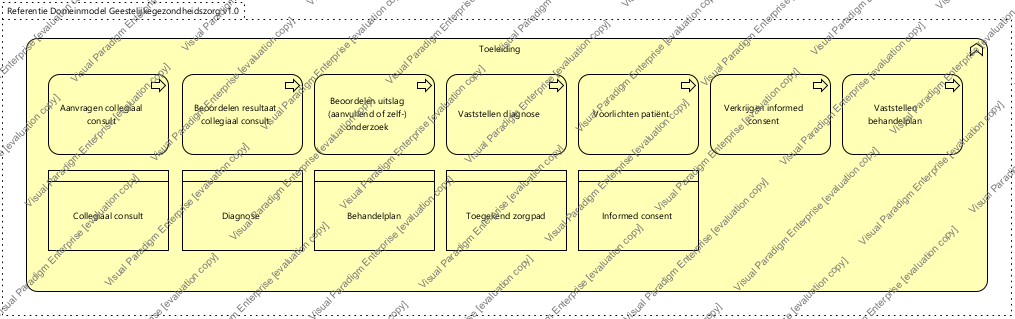 Referentie Domeinmodel Geestelijkegezondheidszorg v1.0
Toeleiding
Aanvragen collegiaal
consult
Beoordelen resultaat
collegiaal consult
Beoordelen uitslag
(aanvullend of zelf-)
onderzoek
Vaststellen diagnose
Voorlichten patient
Verkrijgen informed
consent
Vaststellen
behandelplan
Collegiaal consult
Diagnose
Behandelplan
Toegekend zorgpad
Informed consent
Visual Paradigm Enterprise [evaluation copy]